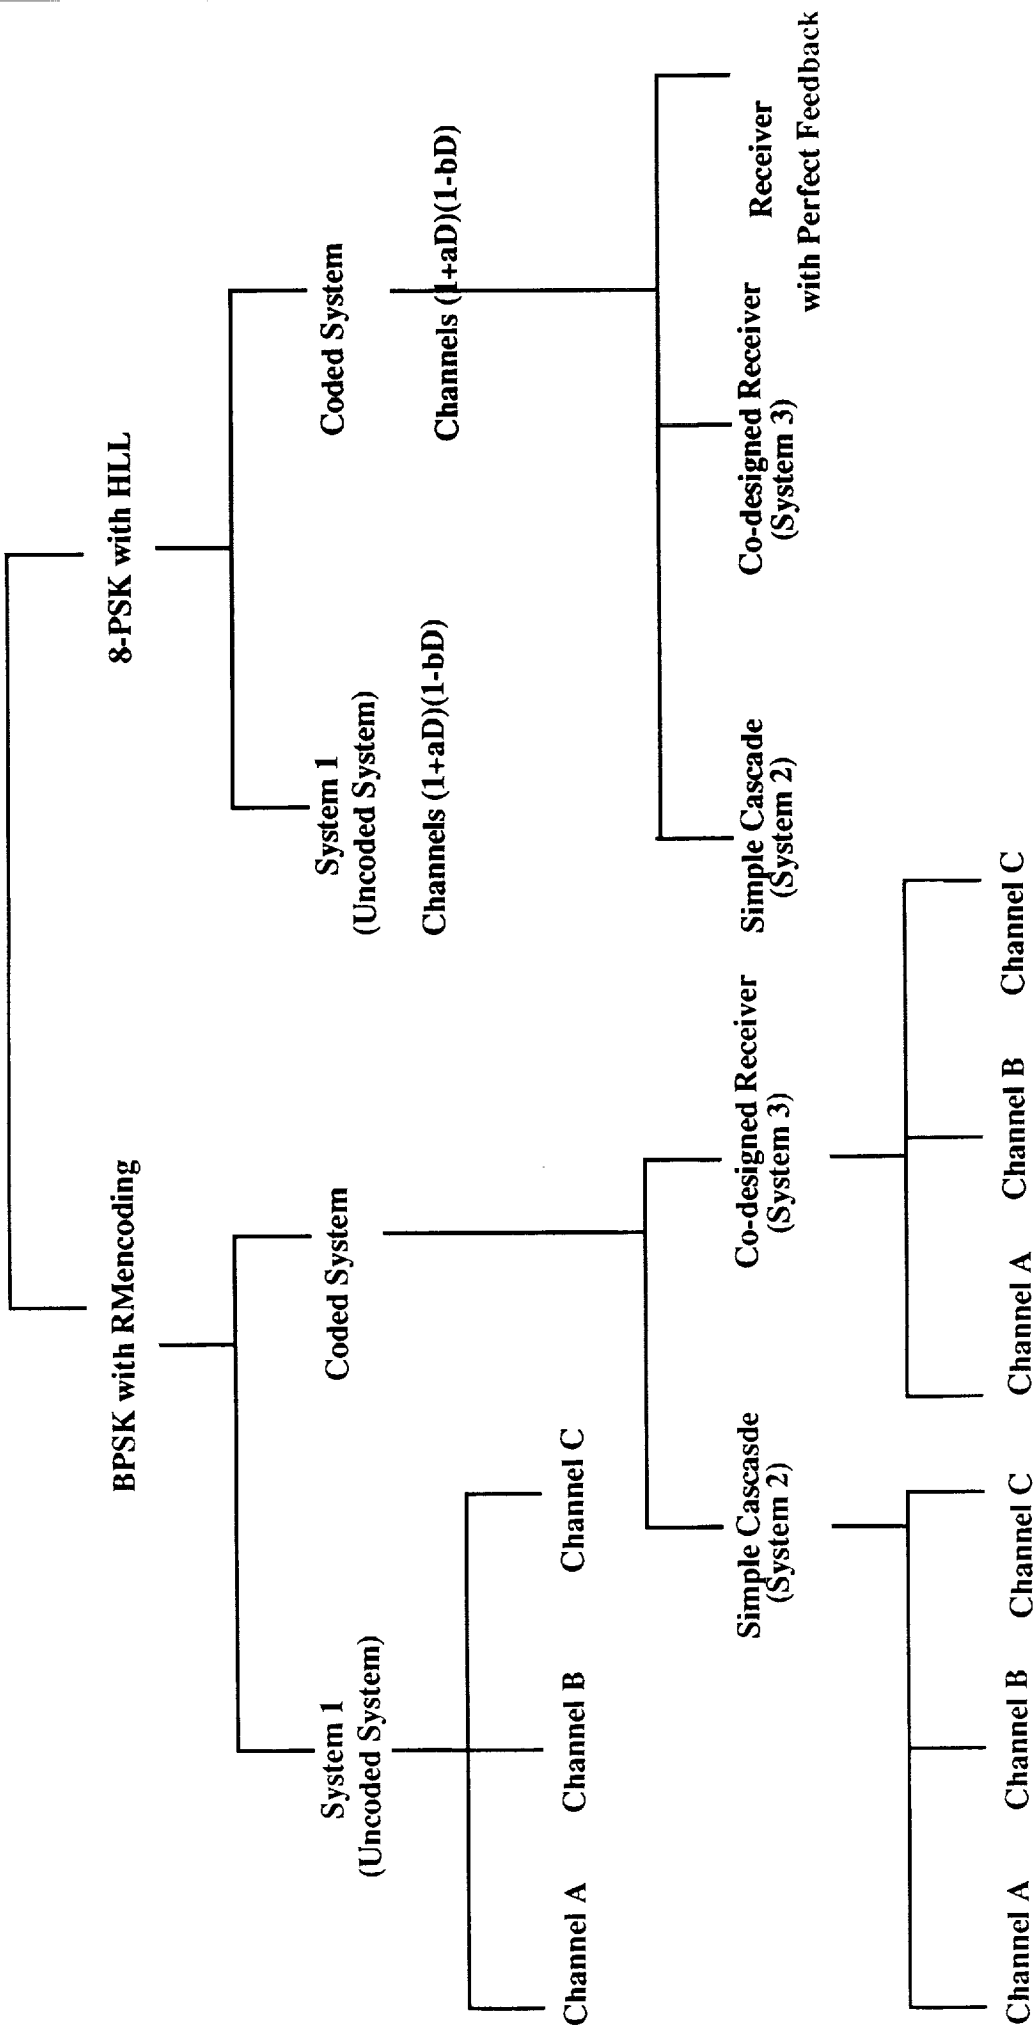 BPSK with RMencoding
8-PSK with HLL
System 1
(Uncoded System)
Coded System
System 1
(Uncoded System)
Coded System
Channels (1+aD)(1-bD)
Channels (1+aD)(1-bD)
Channel A
Channel B
Channel C
Simple Cascasde
(System 2)
Co-designed Receiver
(System 3)
Simple Cascade
(System 2)
Co-designed Receiver
(System 3)
Receiver
with Perfect Feedback
Channel A
Channel B
Channel C
Channel A
Channel B
Channel C